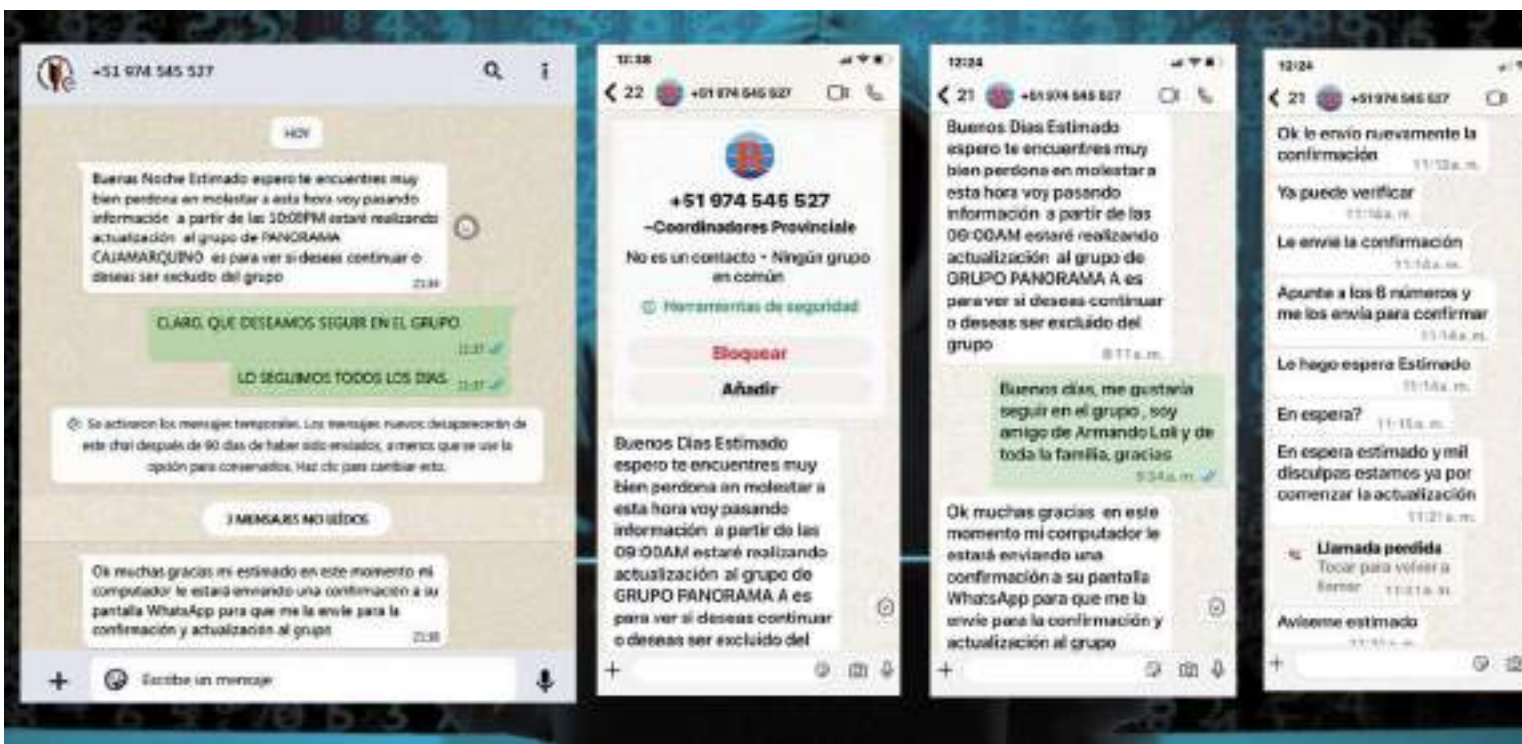 +51 974 545 527
HOY
Buenas Noche Estimado espero te encuentres muy
bien perdona en molestar a esta hora voy pasando
información a partir de las 10:00PM estaré realizando
actualización al grupo de PANORAMA
CAJAMARQUINO es para ver si deseas continuar o
deseas ser excluido del grupo
CLARO, QUE DESEAMOS SEGUIR EN EL GRUPO
LO SEGUIMOS TODOS LOS DIAS
Se activaron los mensajes temporales. Los mensajes nuevos desaparecerán de
este chat después de 90 días de haber sido enviados, a menos que se use la
opción para conservarlos. Haz clic para cambiar esto.
3 MENSAJES NO LEÍDOS
Ok muchas gracias mi estimado en este momento mi
computador le estará enviando una confirmación a su
pantalla WhatsApp para que me la envíe para la
confirmación y actualización al grupo
Escribe un mensaje
12:38
22 +51 974 545 527
+51 974 545 527
~Coordinadores Provinciale
No es un contacto - Ningún grupo
en común
Herramientas de seguridad
Bloquear
Añadir
Buenos Dias Estimado
espero te encuentres muy
bien perdona en molestar a
esta hora voy pasando
información a partir de las
09:00AM estaré realizando
actualización al grupo de
GRUPO PANORAMA A es
para ver si deseas continuar
o deseas ser excluido del
12:24
21 +51 974 545 527
Buenos Dias Estimado
espero te encuentres muy
bien perdona en molestar a
esta hora voy pasando
información a partir de las
09:00AM estaré realizando
actualización al grupo de
GRUPO PANORAMA A es
para ver si deseas continuar
o deseas ser excluido del
grupo
8:11 a. m.
Buenos días, me gustaría
seguir en el grupo , soy
amigo de Armando Loli y de
toda la familia, gracias
Ok muchas gracias en este
momento mi computador le
estará enviando una
confirmación a su pantalla
WhatsApp para que me la
envíe para la confirmación y
actualización al grupo
12:24
21 +51 974 545 527
Ok le envío nuevamente la
confirmación
Ya puede verificar
Le envié la confirmación
Apunte a los 6 números y
me los envía para confirmar
Le hago espera Estimado
En espera?
En espera estimado y mil
disculpas estamos ya por
comenzar la actualización
11:21 a. m.
Llamada perdida
Tocar para volver a
llamar
Aviseme estimado